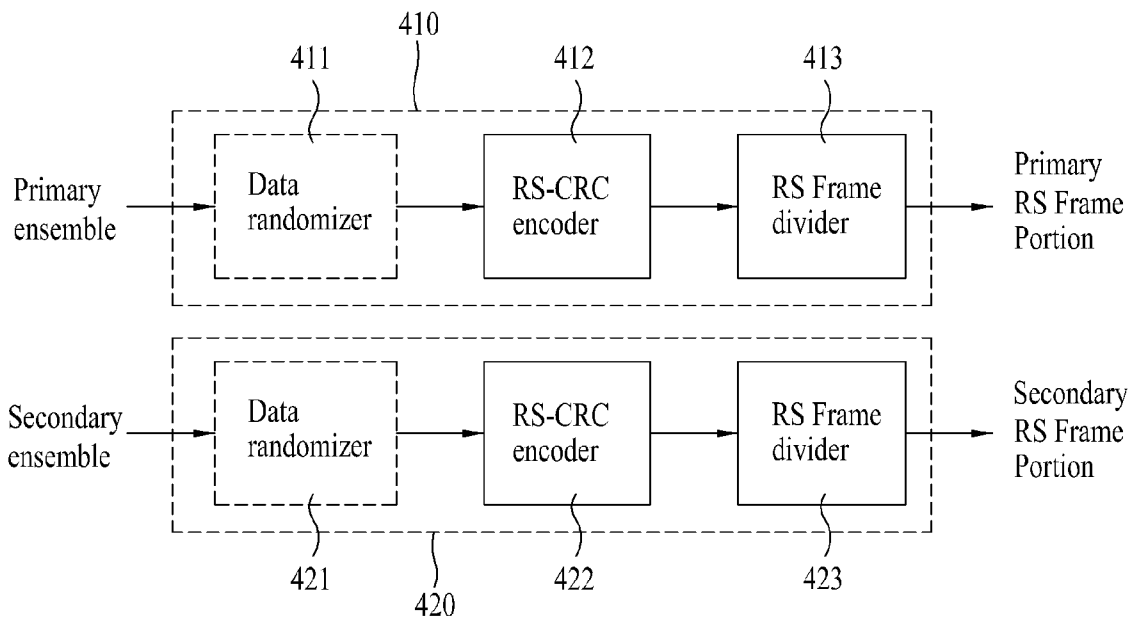 410
411
412
413
Primary
ensemble
Data
randomizer
RS-CRC
encoder
RS Frame
divider
Primary
RS Frame
Portion
Secondary
ensemble
Data
randomizer
RS-CRC
encoder
RS Frame
divider
Secondary
RS Frame
Portion
421
420
422
423